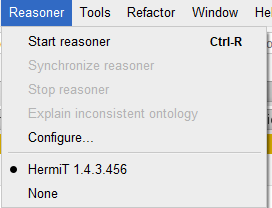 Reasoner Tools Refactor Window
Start reasoner Ctrl-R
Synchronize reasoner
Stop reasoner
Explain inconsistent ontology
Configure...
HermiT 1.4.3.456
None